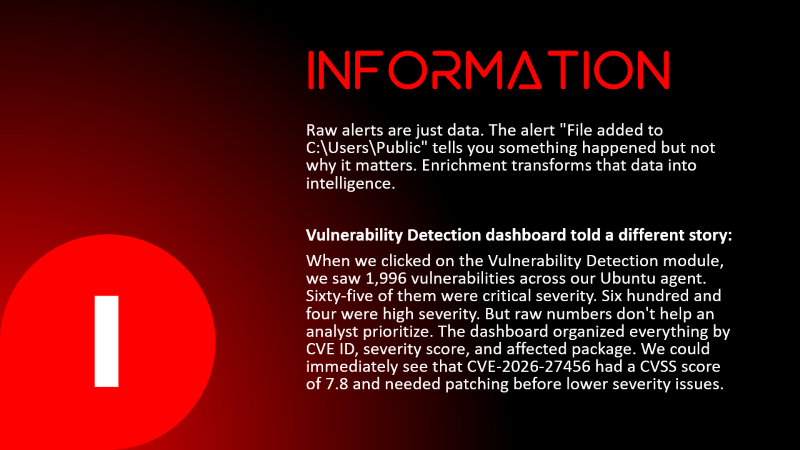 INFORMATION
Raw alerts are just data. The alert "File added to
C:\Users\Public" tells you something happened but not
why it matters. Enrichment transforms that data into
intelligence.
Vulnerability Detection dashboard told a different story:
When we clicked on the Vulnerability Detection module,
we saw 1,996 vulnerabilities across our Ubuntu agent.
Sixty-five of them were critical severity. Six hundred and
four were high severity. But raw numbers don't help an
analyst prioritize. The dashboard organized everything by
CVE ID, severity score, and affected package. We could
immediately see that CVE-2026-27456 had a CVSS score
of 7.8 and needed patching before lower severity issues.
I